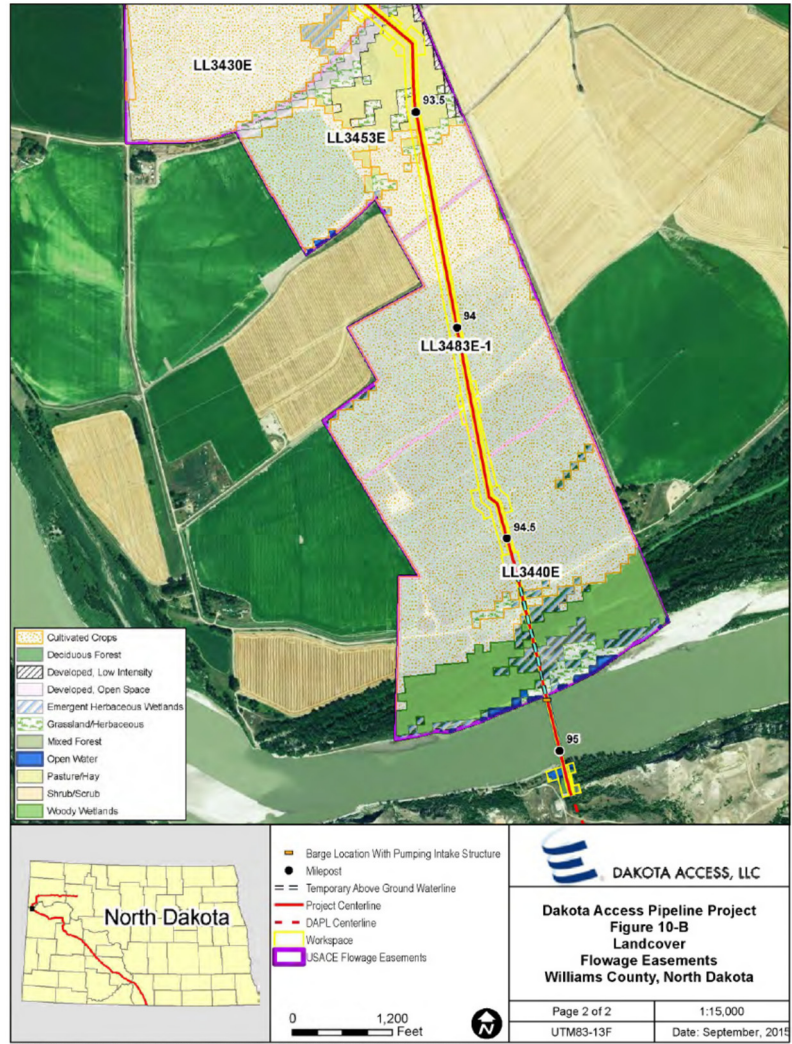 LL3430E
93.5
LL3453E
94
LL3483E-1
94.5
LL3440E
95
Cultivated Crops
Deciduous Forest
Developed, Low Intensity
Developed, Open Space
Emergent Herbaceous Wetlands
Grassland/Herbaceous
Mixed Forest
Open Water
Pasture/Hay
Shrub/Scrub
Woody Wetlands
North Dakota
Barge Location With Pumping Intake Structure
Milepost
Temporary Above Ground Waterline
Project Centerline
DAPL Centerline
Workspace
USACE Flowage Easements
0 1,200
Feet
N
DAKOTA ACCESS, LLC
Dakota Access Pipeline Project
Figure 10-B
Landcover
Flowage Easements
Williams County, North Dakota
Page 2 of 2 1:15,000
UTM83-13F Date: September, 2015